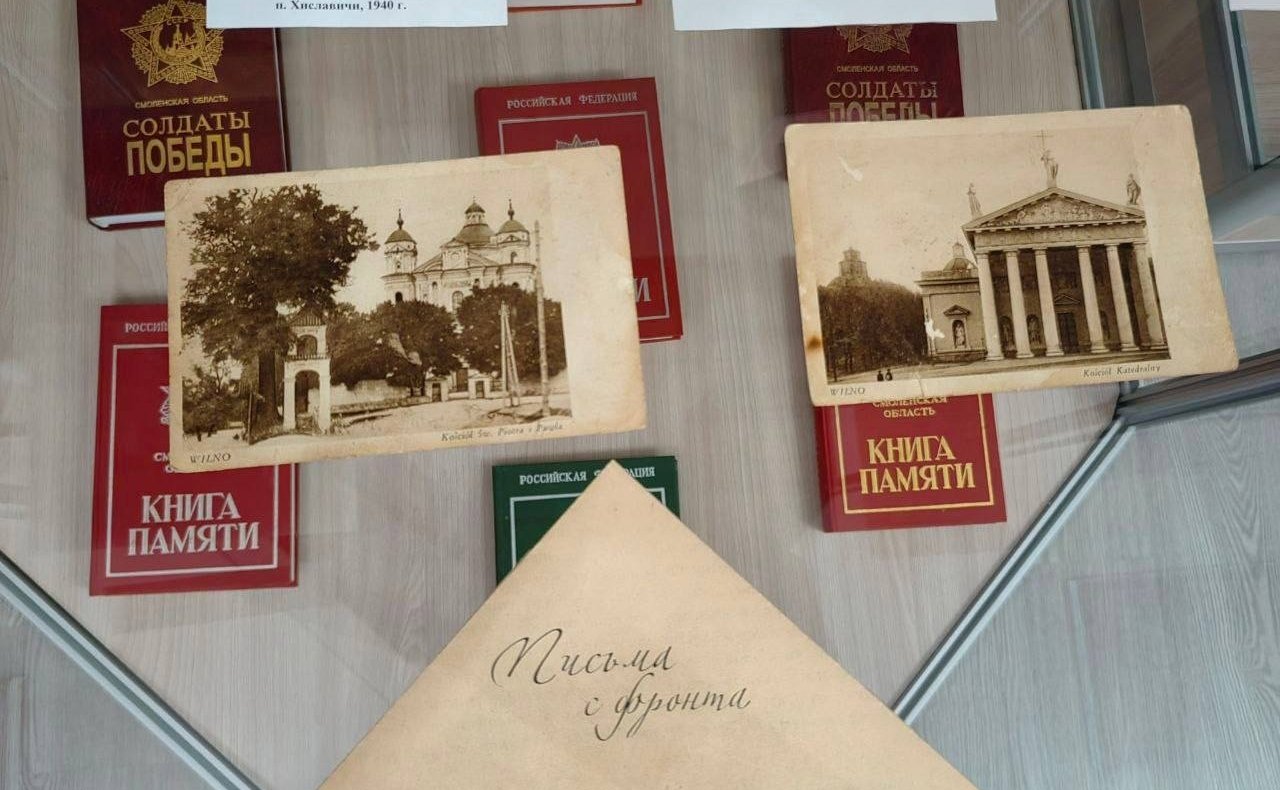 п. Хиславичи, 1940 г.
СМОЛЕНСКАЯ ОБЛАСТЬ
СОЛДАТЫ
ПОБЕДЫ
РОССИЙСКАЯ ФЕДЕРАЦИЯ
СМОЛЕНСКАЯ ОБЛАСТЬ
СОЛДАТЫ
ПОБЕДЫ
Kościół Św. Piotra i Pawła
WILNO
Kościół Katedralny
WILNO
СМОЛЕНСКАЯ
ОБЛАСТЬ
КНИГА
ПАМЯТИ
КНИГА
ПАМЯТИ
РОССИЙСКАЯ
Письма
с фронта